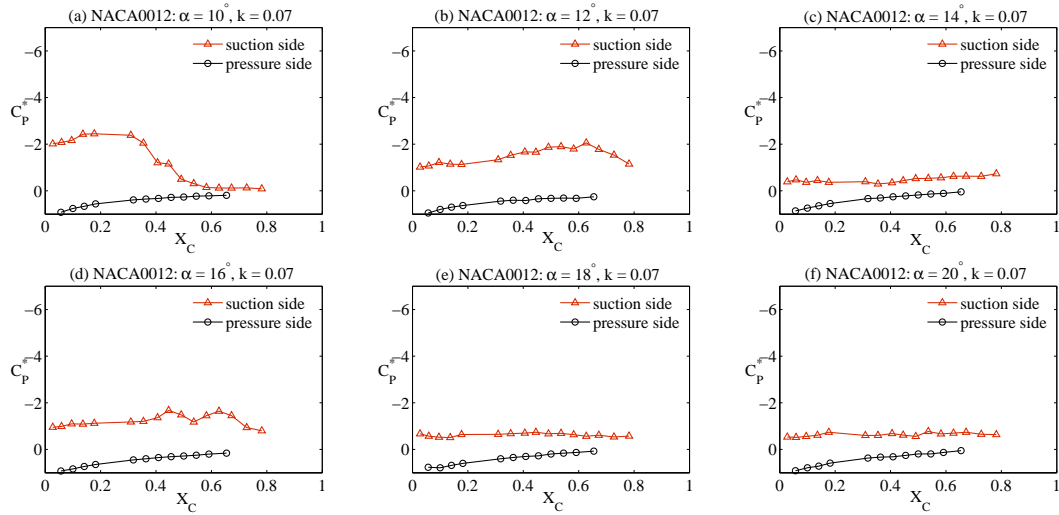 (a) NACA0012: α = 10°, k = 0.07
suction side
pressure side
−6
−4
−2
0
C*P
0 0.2 0.4 0.6 0.8 1
X_C
(b) NACA0012: α = 12°, k = 0.07
suction side
pressure side
−6
−4
−2
0
C*P
0 0.2 0.4 0.6 0.8 1
X_C
(c) NACA0012: α = 14°, k = 0.07
suction side
pressure side
−6
−4
−2
0
C*P
0 0.2 0.4 0.6 0.8 1
X_C
(d) NACA0012: α = 16°, k = 0.07
suction side
pressure side
−6
−4
−2
0
C*P
0 0.2 0.4 0.6 0.8 1
X_C
(e) NACA0012: α = 18°, k = 0.07
suction side
pressure side
−6
−4
−2
0
C*P
0 0.2 0.4 0.6 0.8 1
X_C
(f) NACA0012: α = 20°, k = 0.07
suction side
pressure side
−6
−4
−2
0
C*P
0 0.2 0.4 0.6 0.8 1
X_C